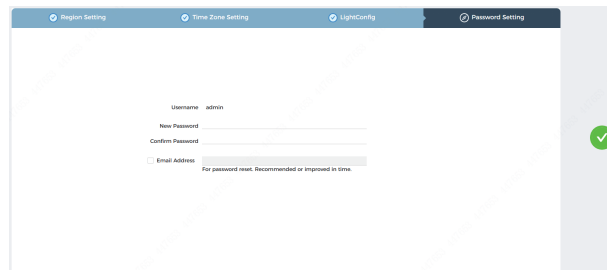 Region Setting
Time Zone Setting
LightConfig
Password Setting
Username admin
New Password
Confirm Password
Email Address
For password reset. Recommended or improved in time.